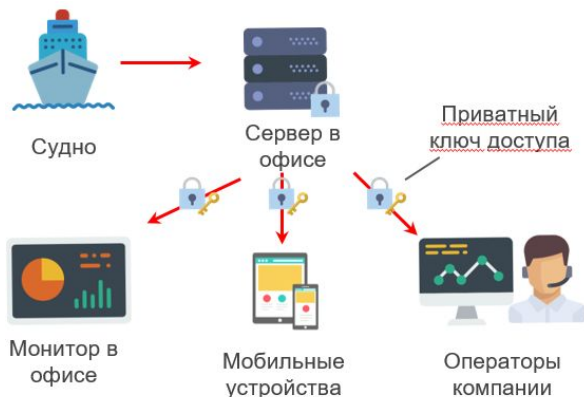 Судно
Сервер в
офисе
Приватный
ключ доступа
Монитор в
офисе
Мобильные
устройства
Операторы
компании